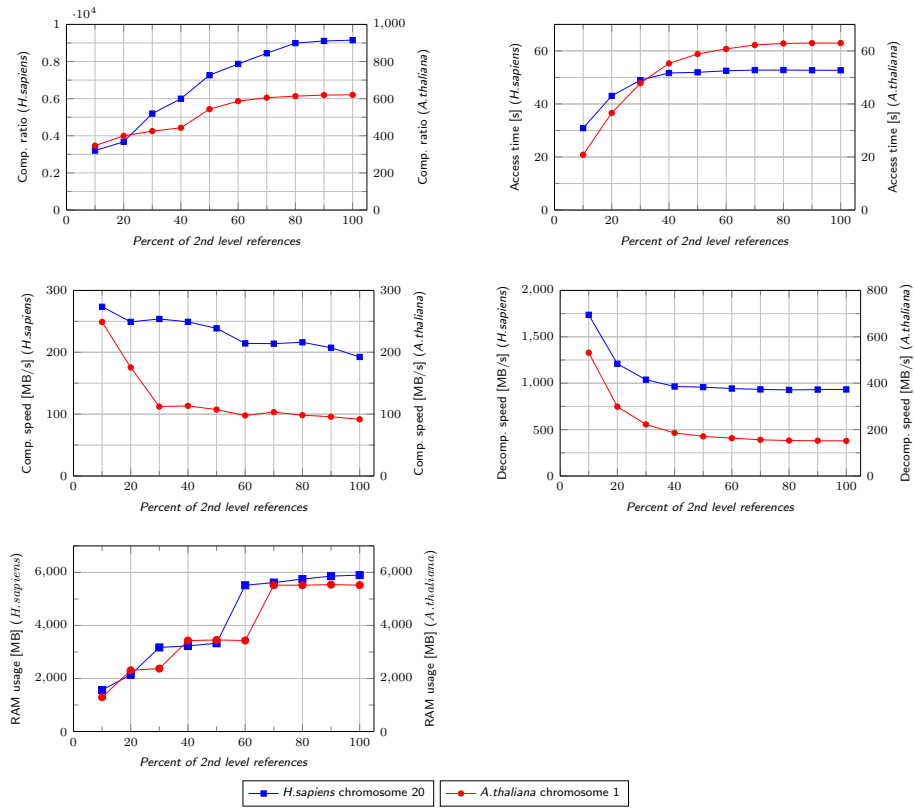 ·10⁴
1
0.8
0.6
0.4
0.2
0
1,000
800
600
400
200
0
0 20 40 60 80 100
Comp. ratio (H.sapiens)
Comp. ratio (A.thaliana)
Percent of 2nd level references
60
40
20
0
60
40
20
0
0 20 40 60 80 100
Access time [s] (H.sapiens)
Access time [s] (A.thaliana)
Percent of 2nd level references
300
200
100
0
300
200
100
0
0 20 40 60 80 100
Comp. speed [MB/s] (H.sapiens)
Comp. speed [MB/s] (A.thaliana)
Percent of 2nd level references
2,000
1,500
1,000
500
0
800
600
400
200
0
0 20 40 60 80 100
Decomp. speed [MB/s] (H.sapiens)
Decomp. speed [MB/s] (A.thaliana)
Percent of 2nd level references
6,000
4,000
2,000
0
6,000
4,000
2,000
0
0 20 40 60 80 100
RAM usage [MB] (H.sapiens)
RAM usage [MB] (A.thaliana)
Percent of 2nd level references
H.sapiens chromosome 20
A.thaliana chromosome 1